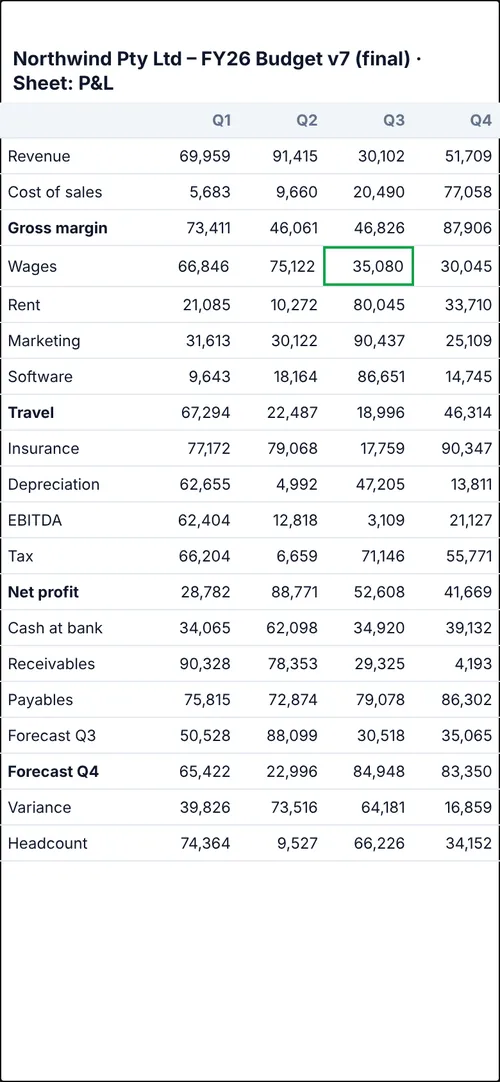 Northwind Pty Ltd – FY26 Budget v7 (final) ·
Sheet: P&L
Q1 Q2 Q3 Q4
Revenue 69,959 91,415 30,102 51,709
Cost of sales 5,683 9,660 20,490 77,058
Gross margin 73,411 46,061 46,826 87,906
Wages 66,846 75,122 35,080 30,045
Rent 21,085 10,272 80,045 33,710
Marketing 31,613 30,122 90,437 25,109
Software 9,643 18,164 86,651 14,745
Travel 67,294 22,487 18,996 46,314
Insurance 77,172 79,068 17,759 90,347
Depreciation 62,655 4,992 47,205 13,811
EBITDA 62,404 12,818 3,109 21,127
Tax 66,204 6,659 71,146 55,771
Net profit 28,782 88,771 52,608 41,669
Cash at bank 34,065 62,098 34,920 39,132
Receivables 90,328 78,353 29,325 4,193
Payables 75,815 72,874 79,078 86,302
Forecast Q3 50,528 88,099 30,518 35,065
Forecast Q4 65,422 22,996 84,948 83,350
Variance 39,826 73,516 64,181 16,859
Headcount 74,364 9,527 66,226 34,152